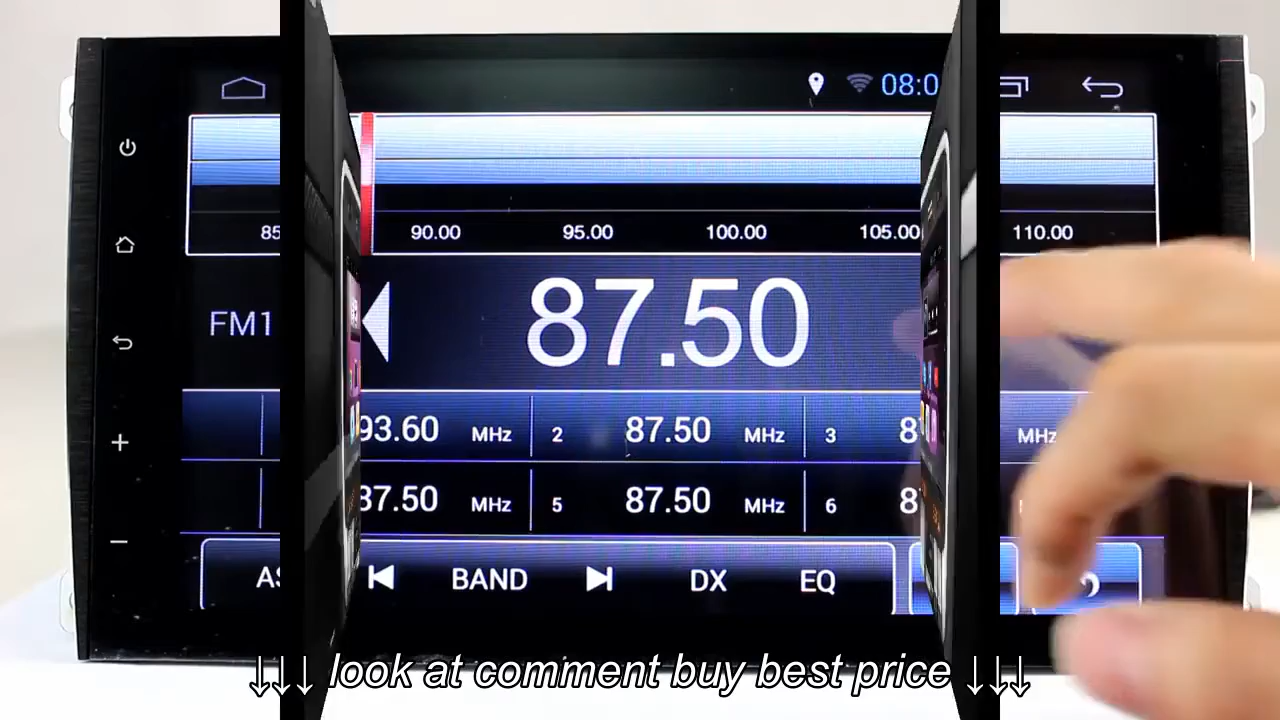 08:0
85 90.00 95.00 100.00 105.00 110.00
FM1 87.50
93.60 MHz 2 87.50 MHz 3 8 MHz
87.50 MHz 5 87.50 MHz 6 8
AS BAND DX EQ
↓↓↓ look at comment buy best price ↓↓↓